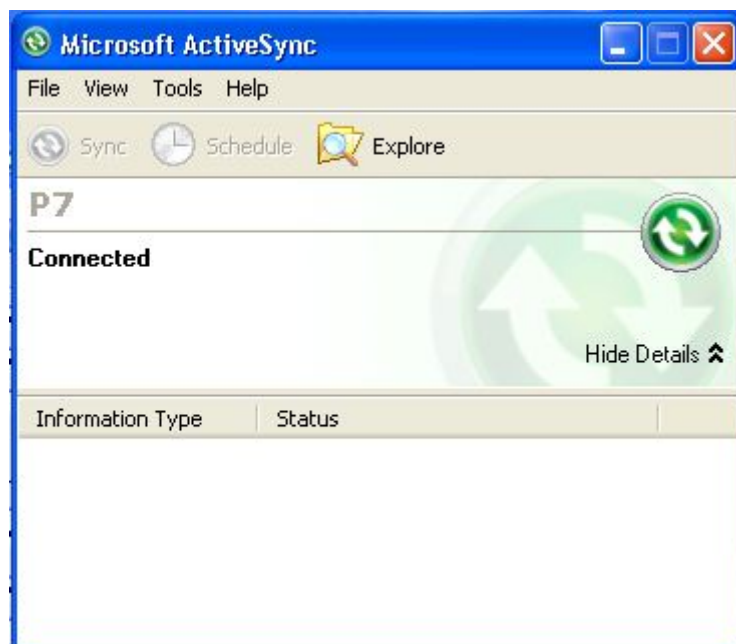 Microsoft ActiveSync
File View Tools Help
Sync Schedule Explore
P7
Connected
Hide Details
Information Type Status